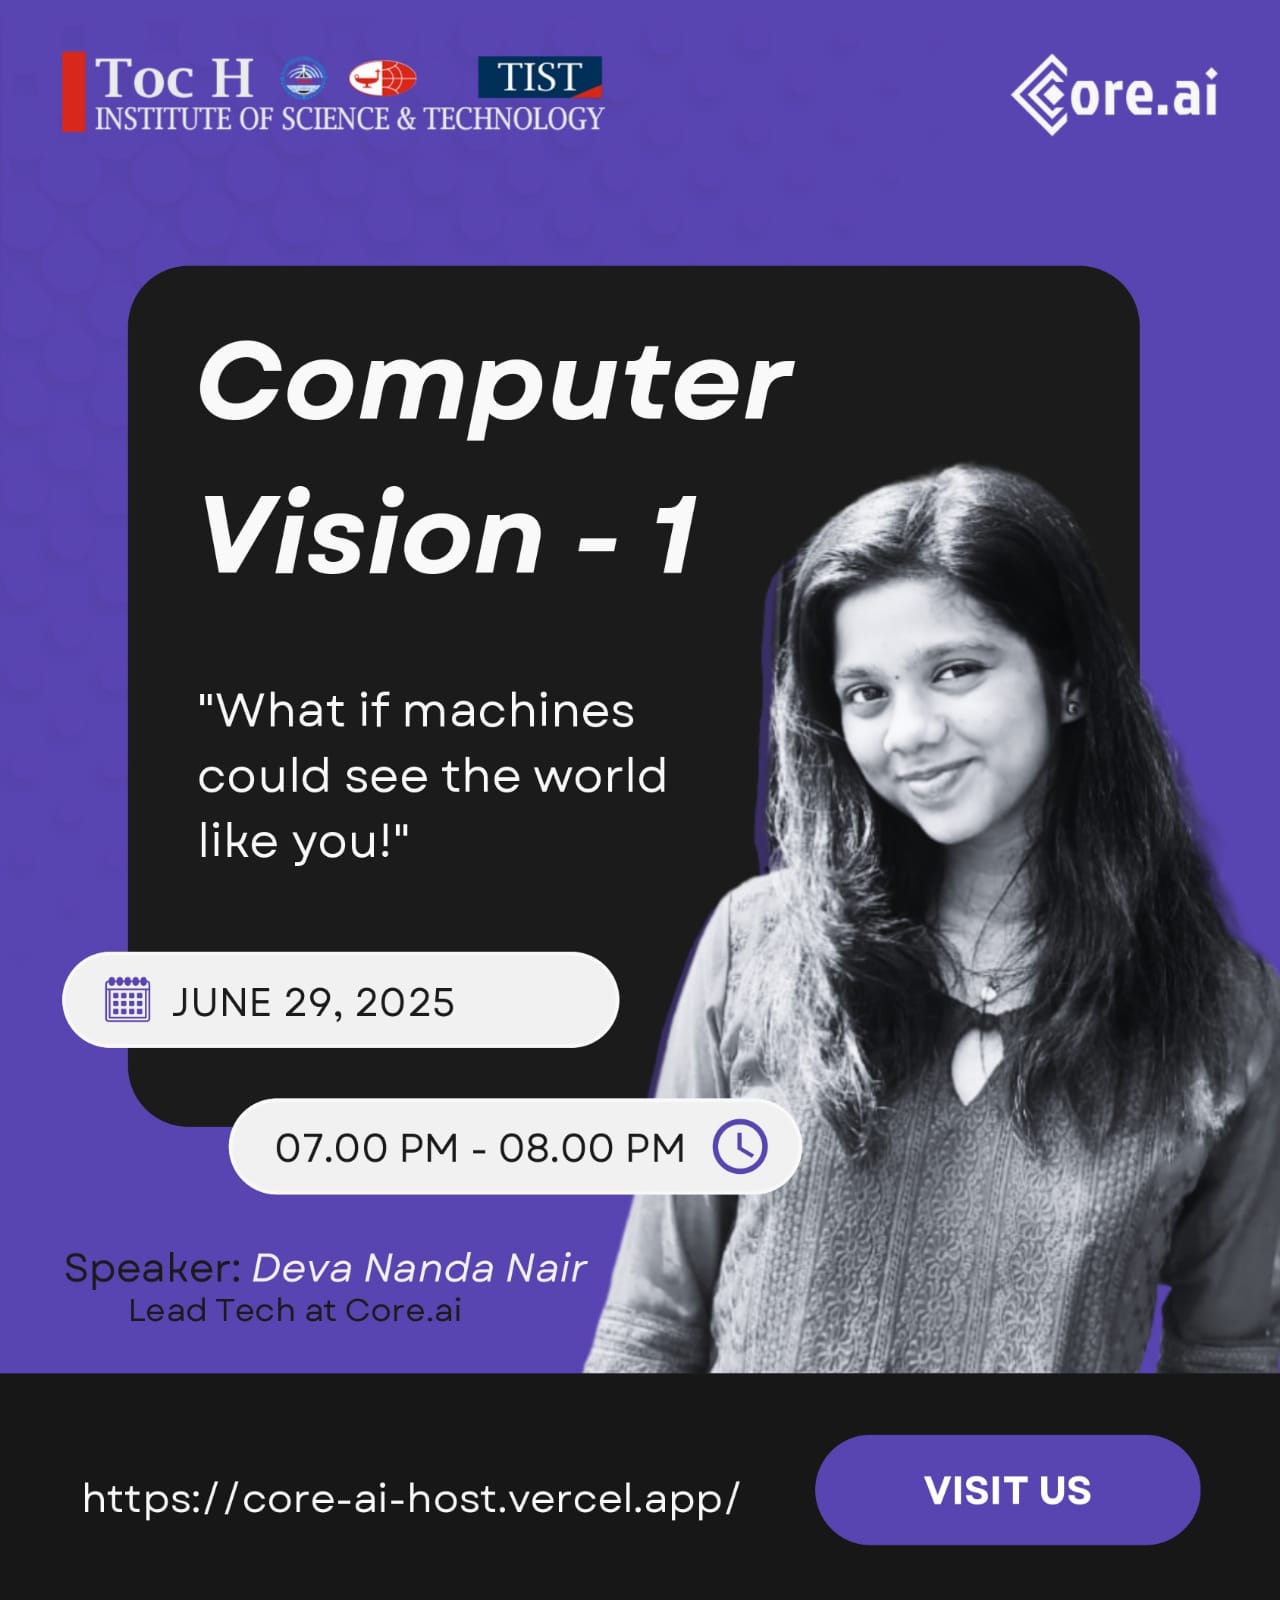 Toc H TIST
INSTITUTE OF SCIENCE & TECHNOLOGY
Core.ai
Computer
Vision - 1
"What if machines
could see the world
like you!"
JUNE 29, 2025
07.00 PM - 08.00 PM
Speaker: Deva Nanda Nair
Lead Tech at Core.ai
https://core-ai-host.vercel.app/
VISIT US